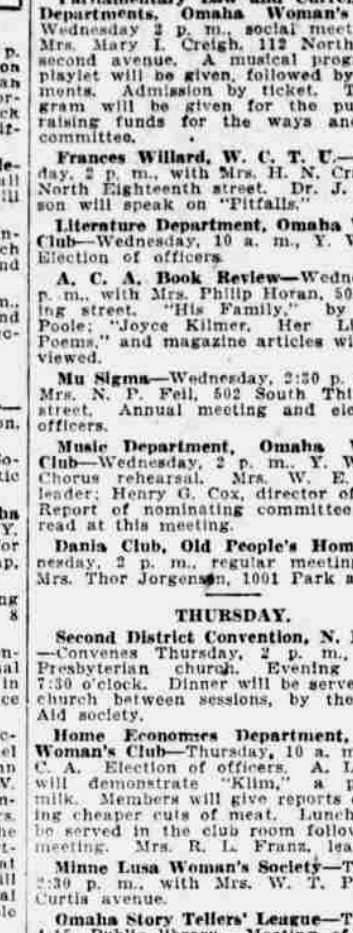 Departments, Omaha Woman's
Wednesday 2 p. m., social meet
Mrs. Mary I. Creigh, 112 North
second avenue. A musical prog
playlet will be given, followed by
ments. Admission by ticket. T
gram will be given for the pu
raising funds for the ways and
committee.
Frances Willard, W. C. T. U.—
day, 2 p. m., with Mrs. H. N. Cr
North Eighteenth street. Dr. J.
son will speak on "Pitfalls."
Literature Department, Omaha
Club—Wednesday, 10 a. m., Y. W
Election of officers.
A. C. A. Book Review—Wedn
p. m., with Mrs. Philip Horan, 50
ing street. "His Family," by
Poole; "Joyce Kilmer, Her Li
Poems," and magazine articles wi
viewed.
Mu Sigma—Wednesday, 2:30 p.
Mrs. N. P. Feil, 502 South Thi
street. Annual meeting and ele
officers.
Music Department, Omaha W
Club—Wednesday, 2 p. m., Y. W
Chorus rehearsal. Mrs. W. E.
leader; Henry G. Cox, director of
Report of nominating committee
read at this meeting.
Dania Club, Old People's Hom
nesday, 2 p. m., regular meetin
Mrs. Thor Jorgensen, 1001 Park a
THURSDAY.
Second District Convention, N.
—Convenes Thursday, 2 p. m.,
Presbyterian church. Evening
7:30 o'clock. Dinner will be serve
church between sessions, by the
Aid society.
Home Economics Department,
Woman's Club—Thursday, 10 a. m
C. A. Election of officers. A. L
will demonstrate "Klim," a p
milk. Members will give reports
ing cheaper cuts of meat. Lunch
be served in the club room follow
meeting. Mrs. R. L. Franz, lea
Minne Lusa Woman's Society—T
2:30 p. m., with Mrs. W. T. P
Curtis avenue.
Omaha Story Tellers' League—T